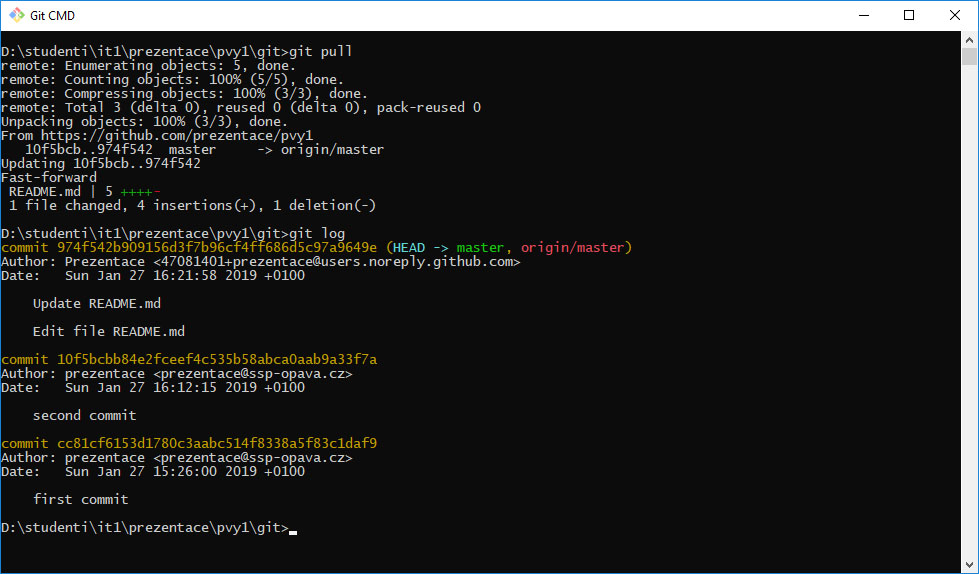 Git CMD
D:\studenti\it1\prezentace\pvy1\git>git pull
remote: Enumerating objects: 5, done.
remote: Counting objects: 100% (5/5), done.
remote: Compressing objects: 100% (3/3), done.
remote: Total 3 (delta 0), reused 0 (delta 0), pack-reused 0
Unpacking objects: 100% (3/3), done.
From https://github.com/prezentace/pvy1
   10f5bcb..974f542  master     -> origin/master
Updating 10f5bcb..974f542
Fast-forward
 README.md | 5 ++++-
 1 file changed, 4 insertions(+), 1 deletion(-)
D:\studenti\it1\prezentace\pvy1\git>git log
commit 974f542b909156d3f7b96cf4ff686d5c97a9649e (HEAD -> master, origin/master)
Author: Prezentace <47081401+prezentace@users.noreply.github.com>
Date:   Sun Jan 27 16:21:58 2019 +0100
    Update README.md
    Edit file README.md
commit 10f5bcbb84e2fceef4c535b58abca0aab9a33f7a
Author: prezentace <prezentace@ssp-opava.cz>
Date:   Sun Jan 27 16:12:15 2019 +0100
    second commit
commit cc81cf6153d1780c3aabc514f8338a5f83c1daf9
Author: prezentace <prezentace@ssp-opava.cz>
Date:   Sun Jan 27 15:26:00 2019 +0100
    first commit
D:\studenti\it1\prezentace\pvy1\git>